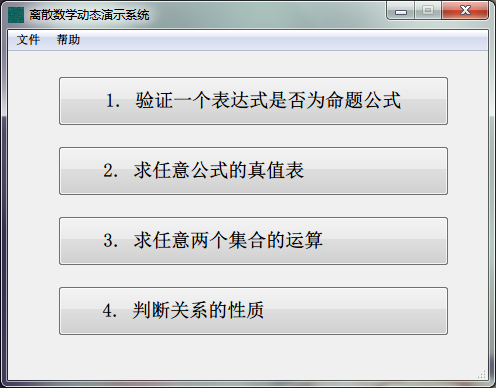 离散数学动态演示系统
文件 帮助
1. 验证一个表达式是否为命题公式
2. 求任意公式的真值表
3. 求任意两个集合的运算
4. 判断关系的性质